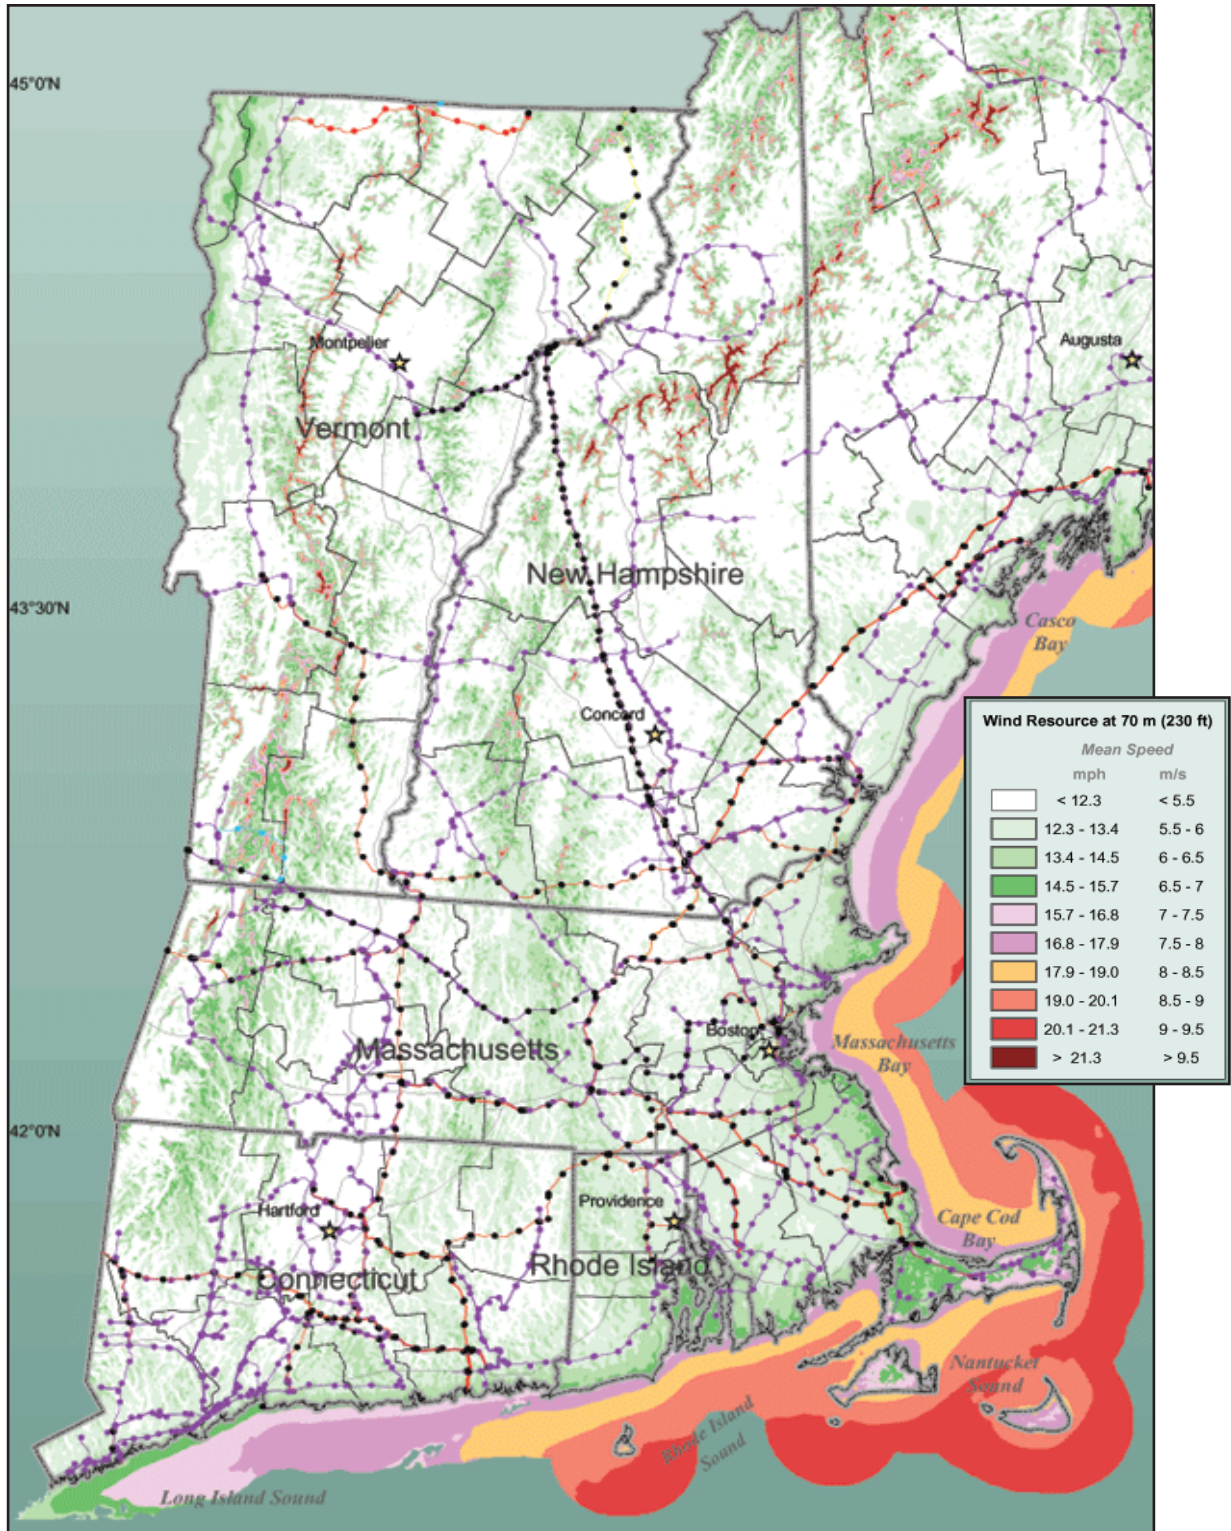 45°0'N
Montpelier
Augusta
Vermont
New Hampshire
43°30'N
Casco
Bay
Concord
Wind Resource at 70 m (230 ft)
Mean Speed
mph m/s
< 12.3 < 5.5
12.3 - 13.4 5.5 - 6
13.4 - 14.5 6 - 6.5
14.5 - 15.7 6.5 - 7
15.7 - 16.8 7 - 7.5
16.8 - 17.9 7.5 - 8
17.9 - 19.0 8 - 8.5
19.0 - 20.1 8.5 - 9
20.1 - 21.3 9 - 9.5
> 21.3 > 9.5
Boston
Massachusetts
Massachusetts
Bay
42°0'N
Hartford
Providence
Cape Cod
Bay
Connecticut
Rhode Island
Nantucket
Sound
Rhode Island
Sound
Long Island Sound